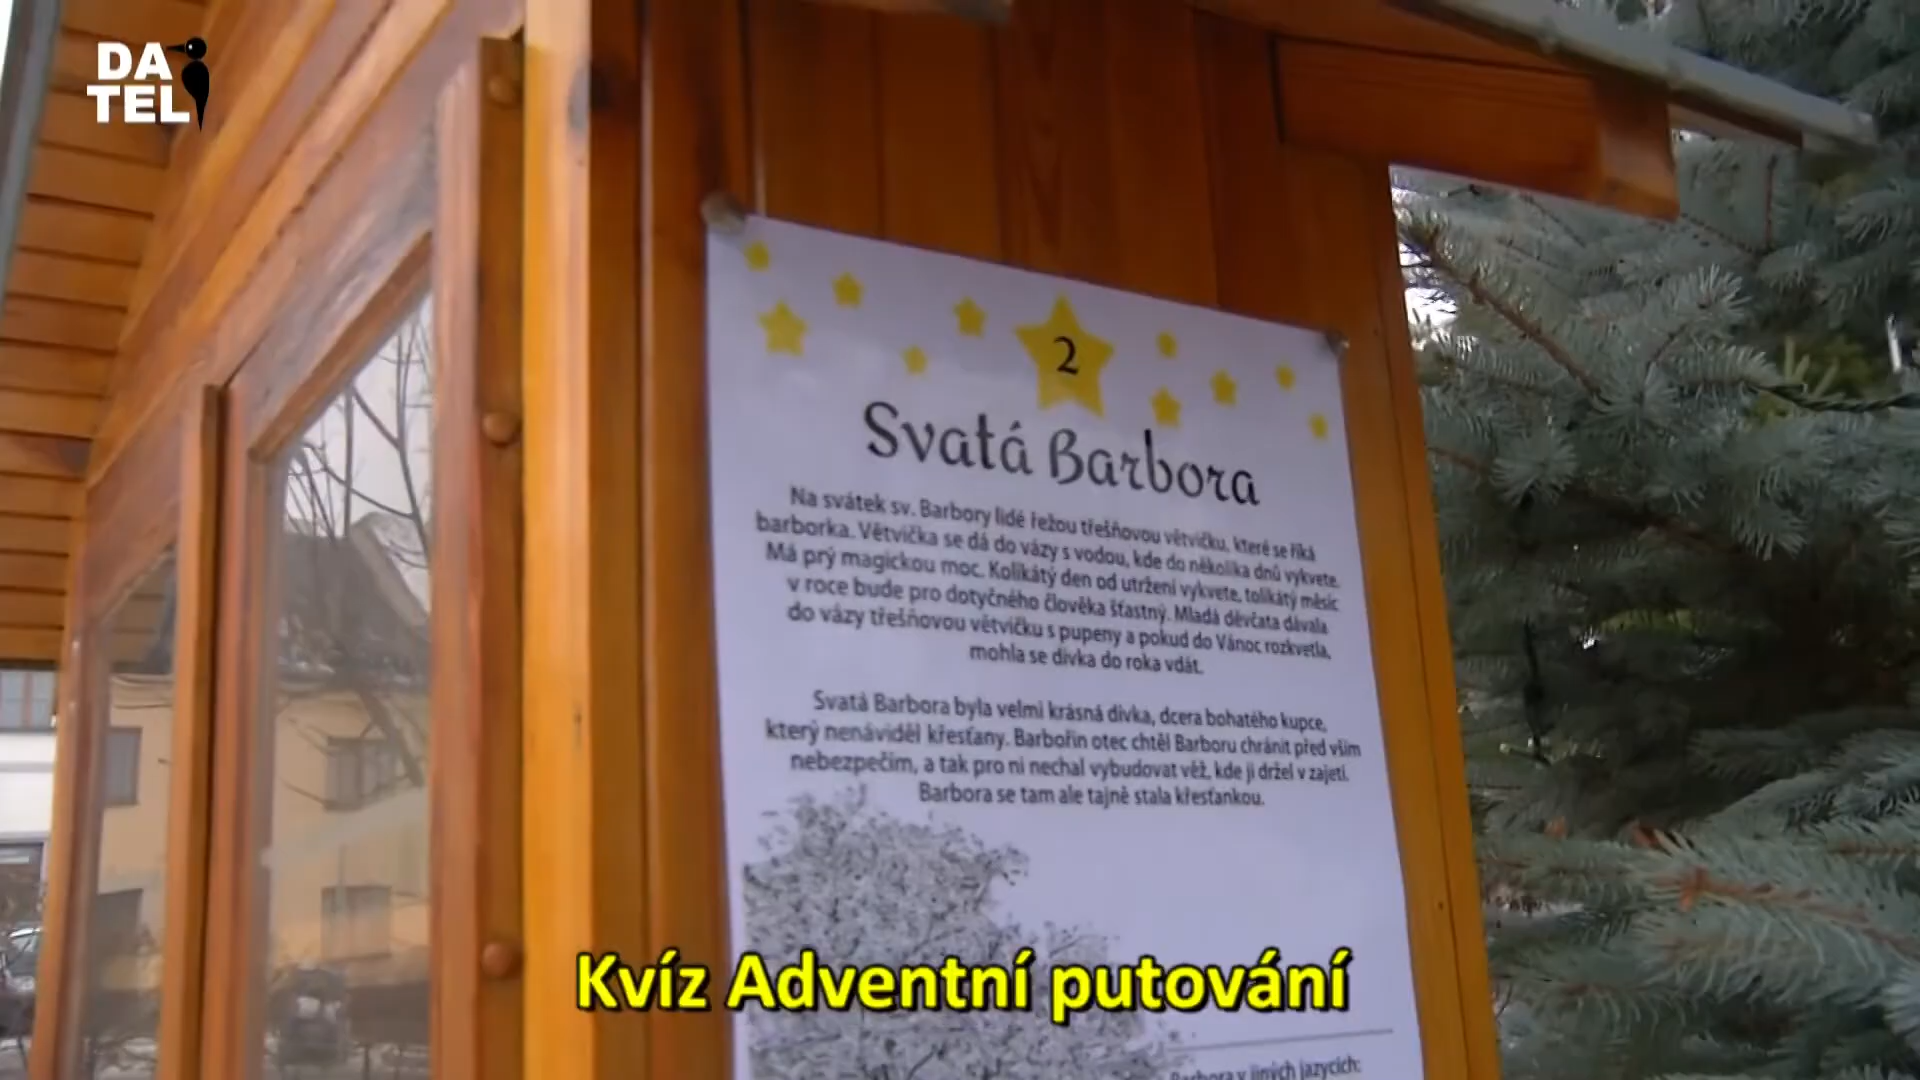 DA
TEL
2
Svatá Barbora
Na svátek sv. Barbory lidé řežou třešňovou větvičku, které se říká
barborka. Větvička se dá do vázy s vodou, kde do několika dnů vykvete.
Má prý magickou moc. Kolikátý den od utržení vykvete, tolikátý měsíc
v roce bude pro dotyčného člověka šťastný. Mladá děvčata dávala
do vázy třešňovou větvičku s pupeny a pokud do Vánoc rozkvetla,
mohla se dívka do roka vdát.
Svatá Barbora byla velmi krásná dívka, dcera bohatého kupce,
který nenáviděl křesťany. Barbořin otec chtěl Barboru chránit před vším
nebezpečím, a tak pro ni nechal vybudovat věž, kde ji držel v zajetí.
Barbora se tam ale tajně stala křesťankou.
Kvíz Adventní putování
Barbora v jiných jazycích: